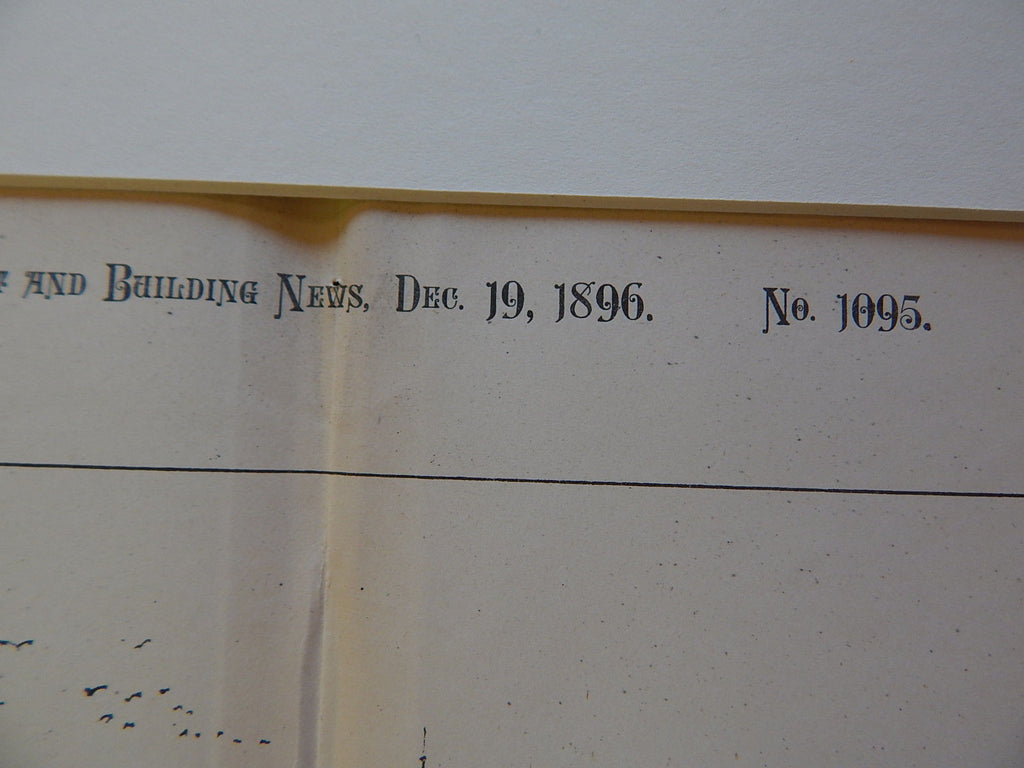 and Building News, Dec. 19, 1896. No. 1095.